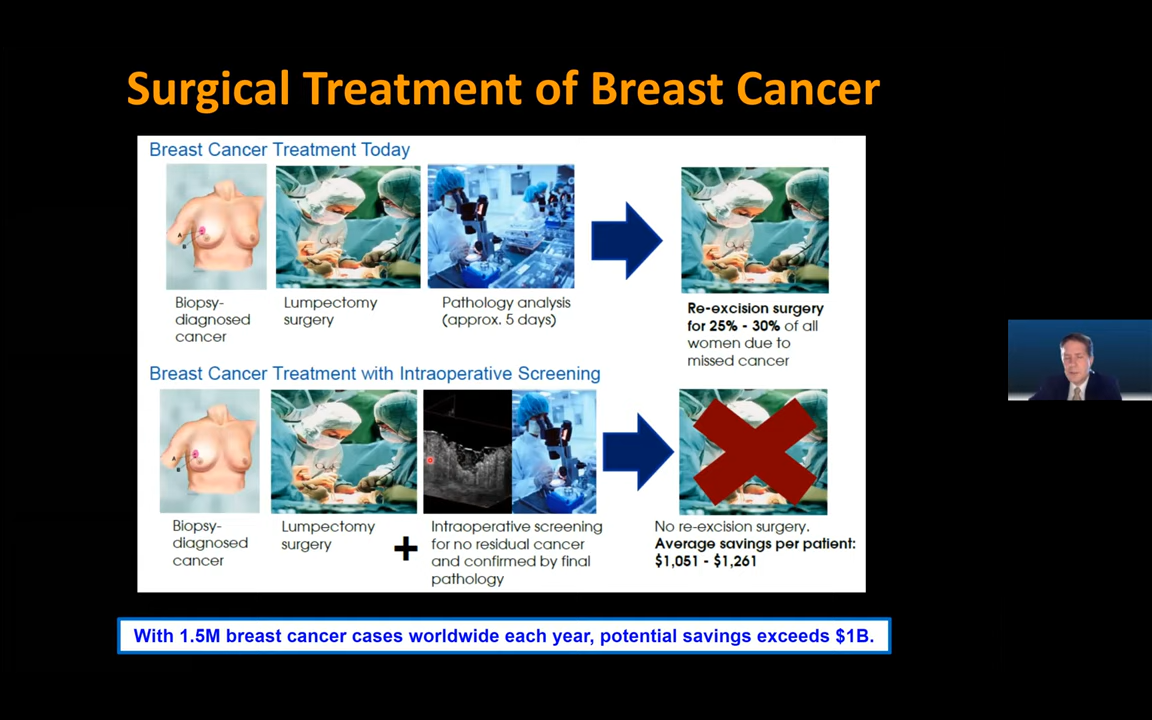 Surgical Treatment of Breast Cancer
Breast Cancer Treatment Today
Biopsy-
diagnosed
cancer
Lumpectomy
surgery
Pathology analysis
(approx. 5 days)
Re-excision surgery
for 25% - 30% of all
women due to
missed cancer
Breast Cancer Treatment with Intraoperative Screening
Biopsy-
diagnosed
cancer
Lumpectomy
surgery
+
Intraoperative screening
for no residual cancer
and confirmed by final
pathology
No re-excision surgery.
Average savings per patient:
$1,051 - $1,261
With 1.5M breast cancer cases worldwide each year, potential savings exceeds $1B.